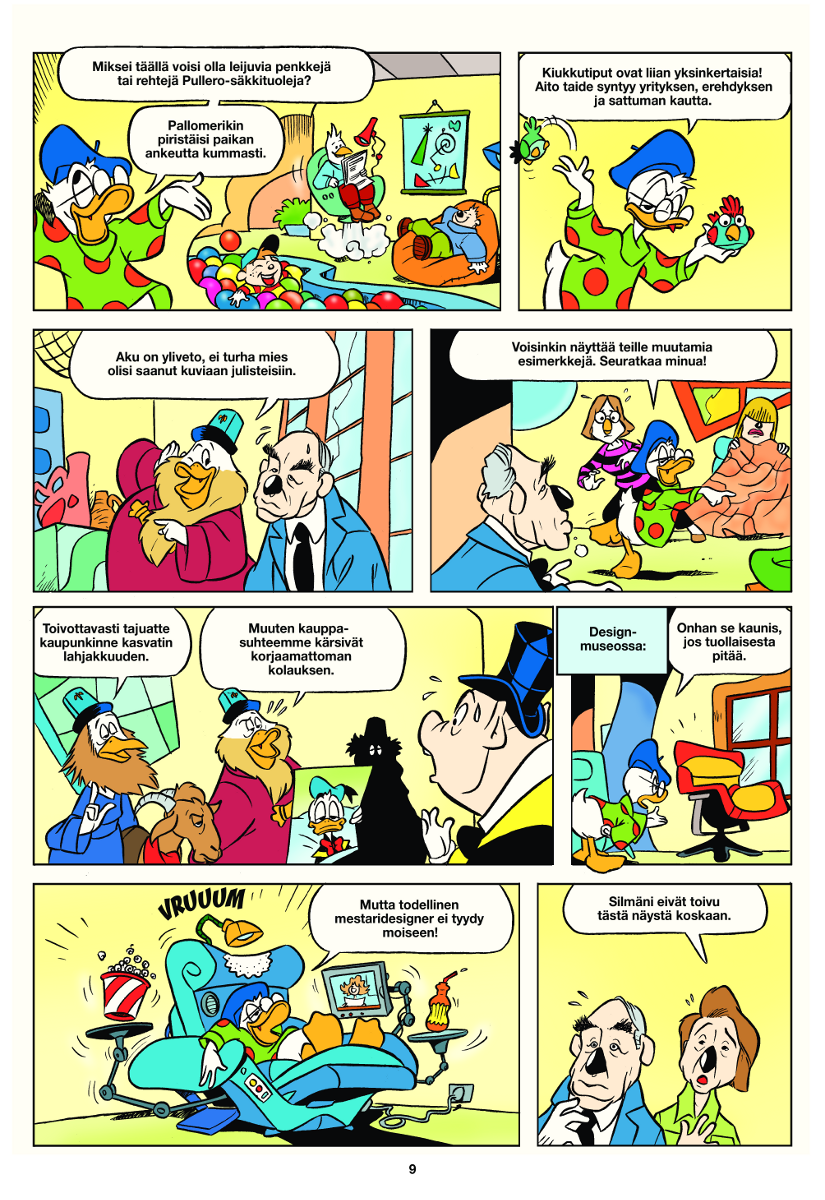 Miksei täällä voisi olla leijuvia penkkejä
tai rehtejä Pullero-säkkituoleja?
Pallomerikin
piristäisi paikan
ankeutta kummasti.
Kiukkutiput ovat liian yksinkertaisia!
Aito taide syntyy yrityksen, erehdyksen
ja sattuman kautta.
Aku on yliveto, ei turha mies
olisi saanut kuviaan julisteisiin.
Voisinkin näyttää teille muutamia
esimerkkejä. Seuratkaa minua!
Toivottavasti tajuatte
kaupunkinne kasvatin
lahjakkuuden.
Muuten kauppa-
suhteemme kärsivät
korjaamattoman
kolauksen.
Design-
museossa:
Onhan se kaunis,
jos tuollaisesta
pitää.
VRUUUM
Mutta todellinen
mestaridesigner ei tyydy
moiseen!
Silmäni eivät toivu
tästä näystä koskaan.
9